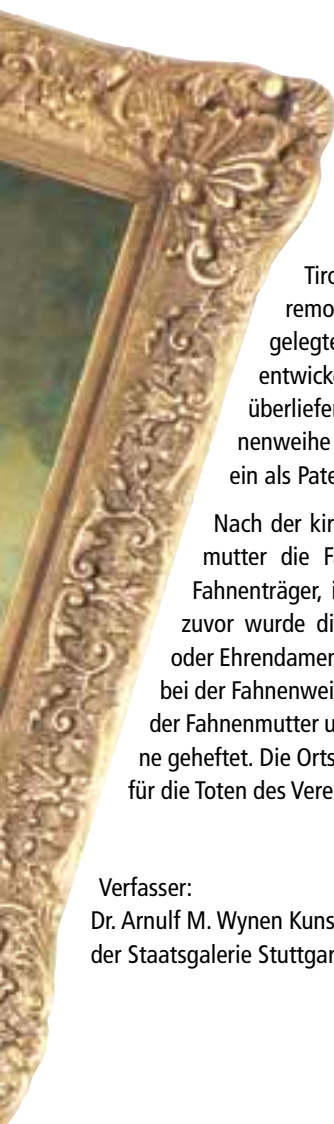 Tirc
remo
gelegte
entwicke
überliefer
nenweihe
ein als Pate
Nach der kir
mutter die F
Fahnenträger, i
zuvor wurde di
oder Ehrendamen
bei der Fahnenwei
der Fahnenmutter u
ne geheftet. Die Orts
für die Toten des Vere
Verfasser:
Dr. Arnulf M. Wynen Kuns
der Staatsgalerie Stuttgar